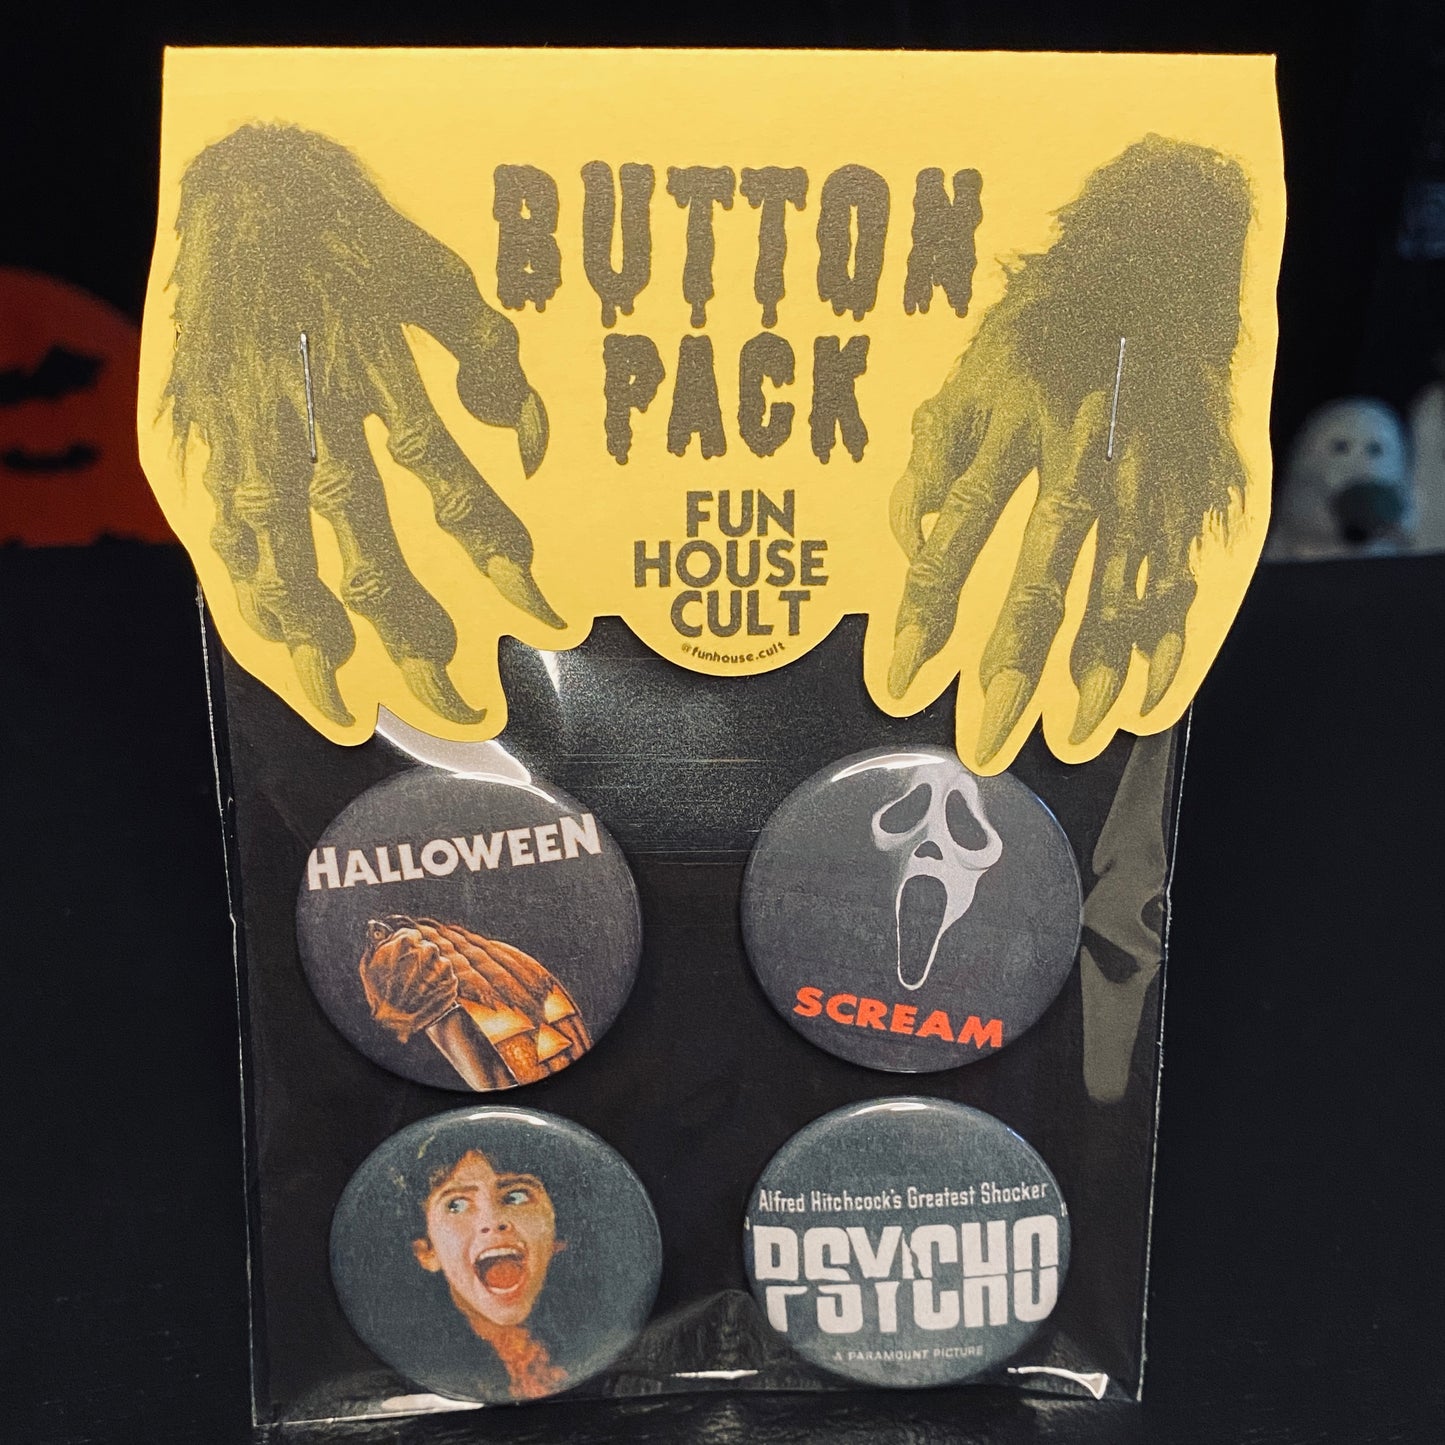 BUTTON
PACK
FUN
HOUSE
CULT
@funhouse.cult
HALLOWEEN
SCREAM
Alfred Hitchcock's Greatest Shocker
"PSYCHO"
A PARAMOUNT PICTURE